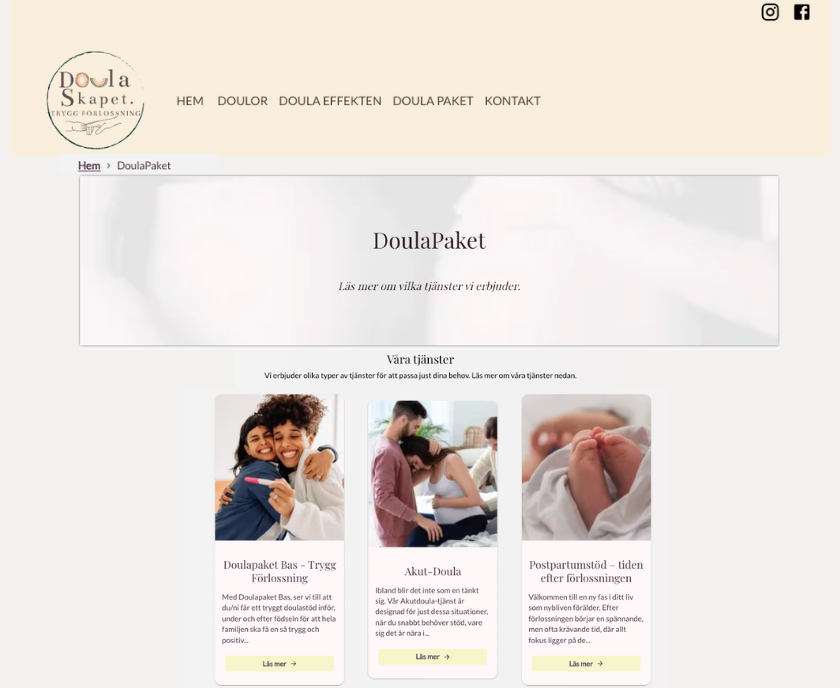 Doula
Skapet.
TRYGG FÖRLOSSNING
HEM DOULOR DOULA EFFEKTEN DOULA PAKET KONTAKT
Hem › DoulaPaket
DoulaPaket
Läs mer om vilka tjänster vi erbjuder.
Våra tjänster
Vi erbjuder olika typer av tjänster för att passa just dina behov. Läs mer om våra tjänster nedan.
Doulapaket Bas - Trygg
Förlossning
Med Doulapaket Bas, ser vi till att
du/ni får ett tryggt doulastöd inför,
under och efter födseln för att hela
familjen ska få en så trygg och
positiv...
Läs mer →
Akut-Doula
Ibland blir det inte som en tänkt
sig. Vår Akutdoula-tjänst är
designad för just dessa situationer,
när du snabbt behöver stöd, vare
sig det är nära i...
Läs mer →
Postpartumstöd – tiden
efter förlossningen
Välkommen till en ny fas i ditt liv
som nybliven förälder. Efter
förlossningen börjar en spännande,
men ofta krävande tid, där allt
fokus ligger på de...
Läs mer →